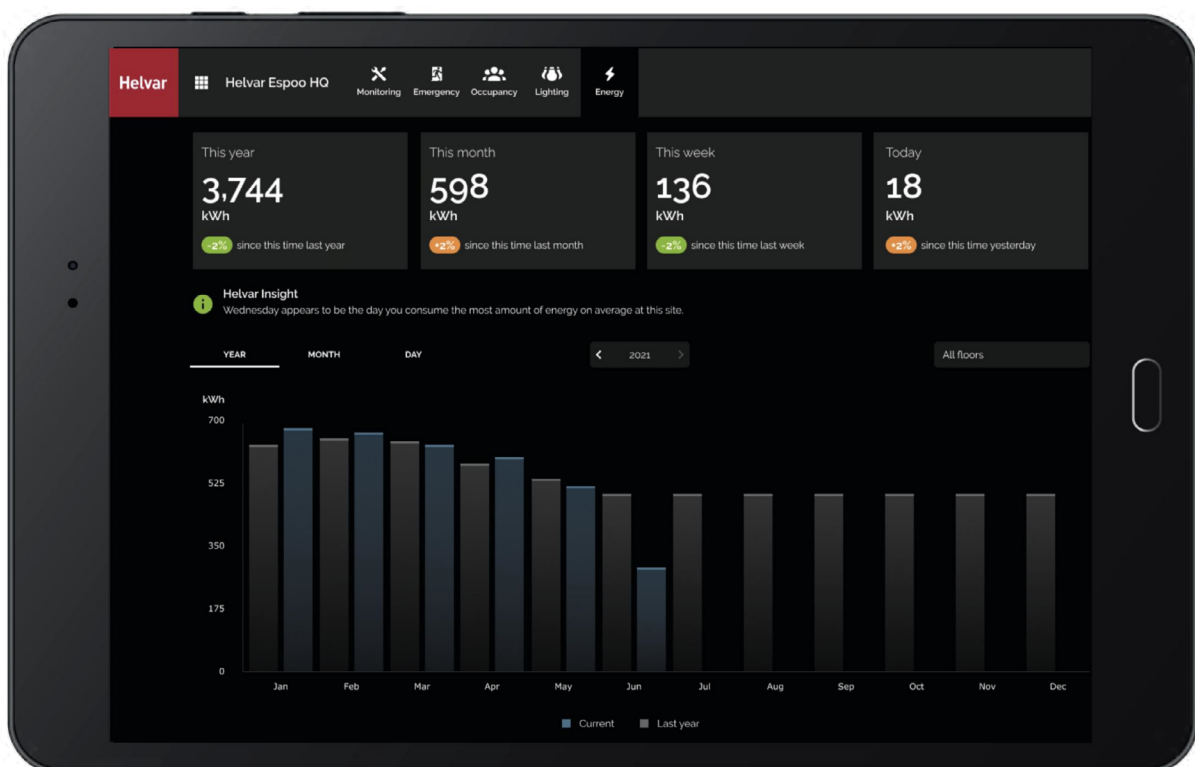 Helvar
Helvar Espoo HQ
Monitoring
Emergency
Occupancy
Lighting
Energy
This year
3,744
kWh
-2% since this time last year
This month
598
kWh
+2% since this time last month
This week
136
kWh
-2% since this time last week
Today
18
kWh
+2% since this time yesterday
Helvar Insight
Wednesday appears to be the day you consume the most amount of energy on average at this site.
YEAR MONTH DAY
< 2021 >
All floors
kWh
700
525
350
175
0
Jan Feb Mar Apr May Jun Jul Aug Sep Oct Nov Dec
Current Last year